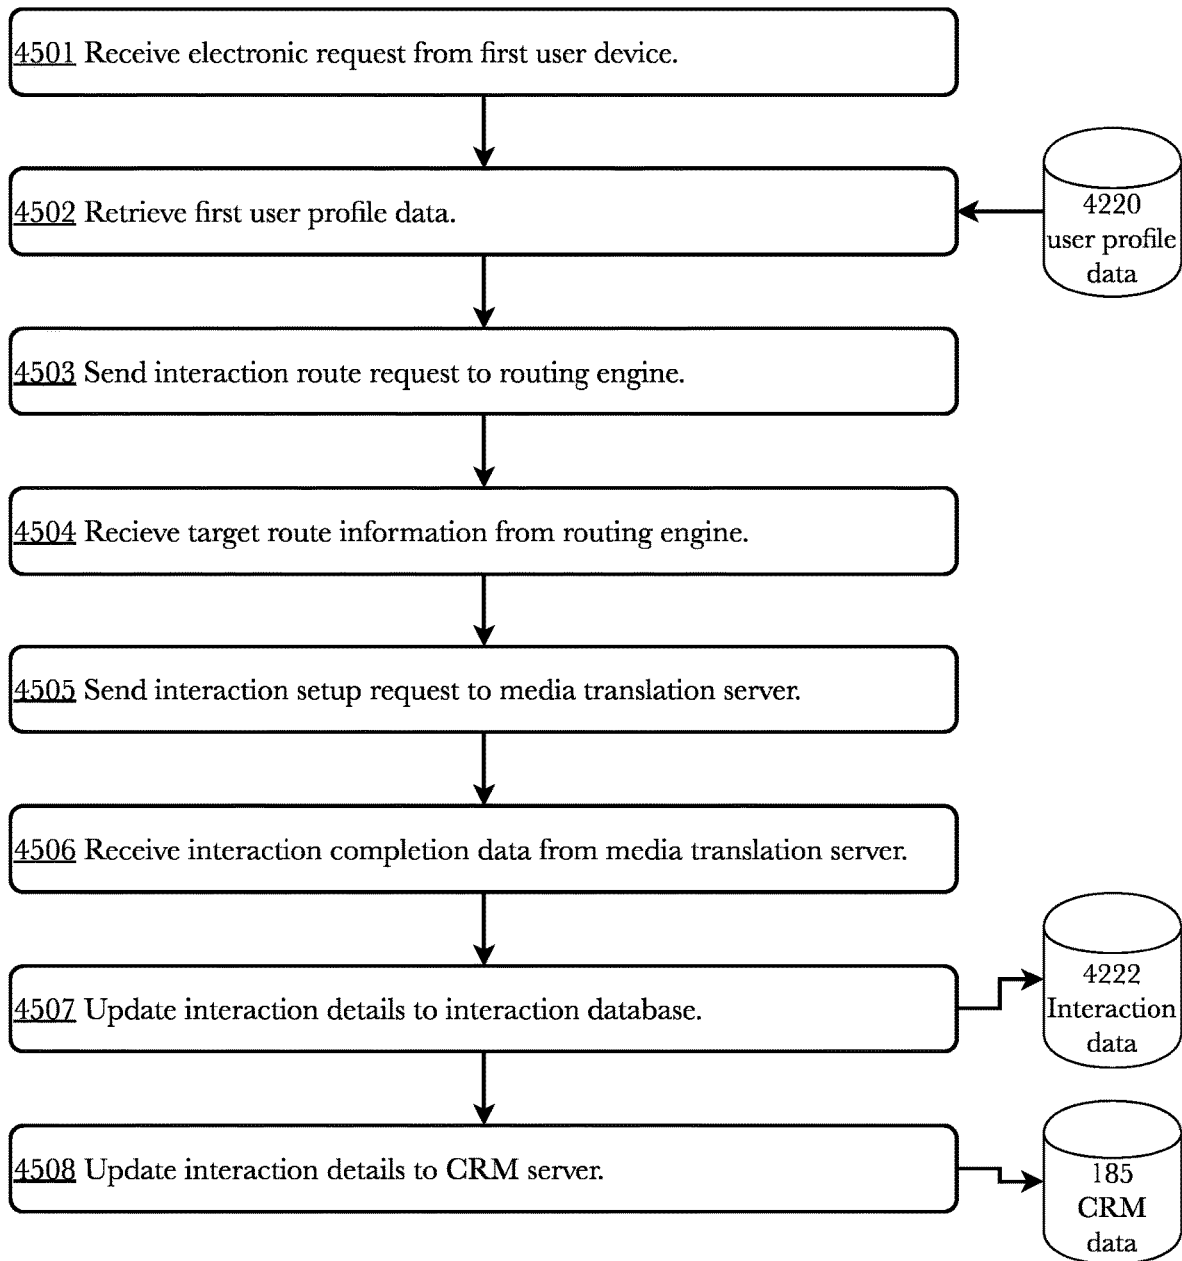 4501 Receive electronic request from first user device.
4502 Retrieve first user profile data.
4220
user profile
data
4503 Send interaction route request to routing engine.
4504 Recieve target route information from routing engine.
4505 Send interaction setup request to media translation server.
4506 Receive interaction completion data from media translation server.
4507 Update interaction details to interaction database.
4222
Interaction
data
4508 Update interaction details to CRM server.
185
CRM
data